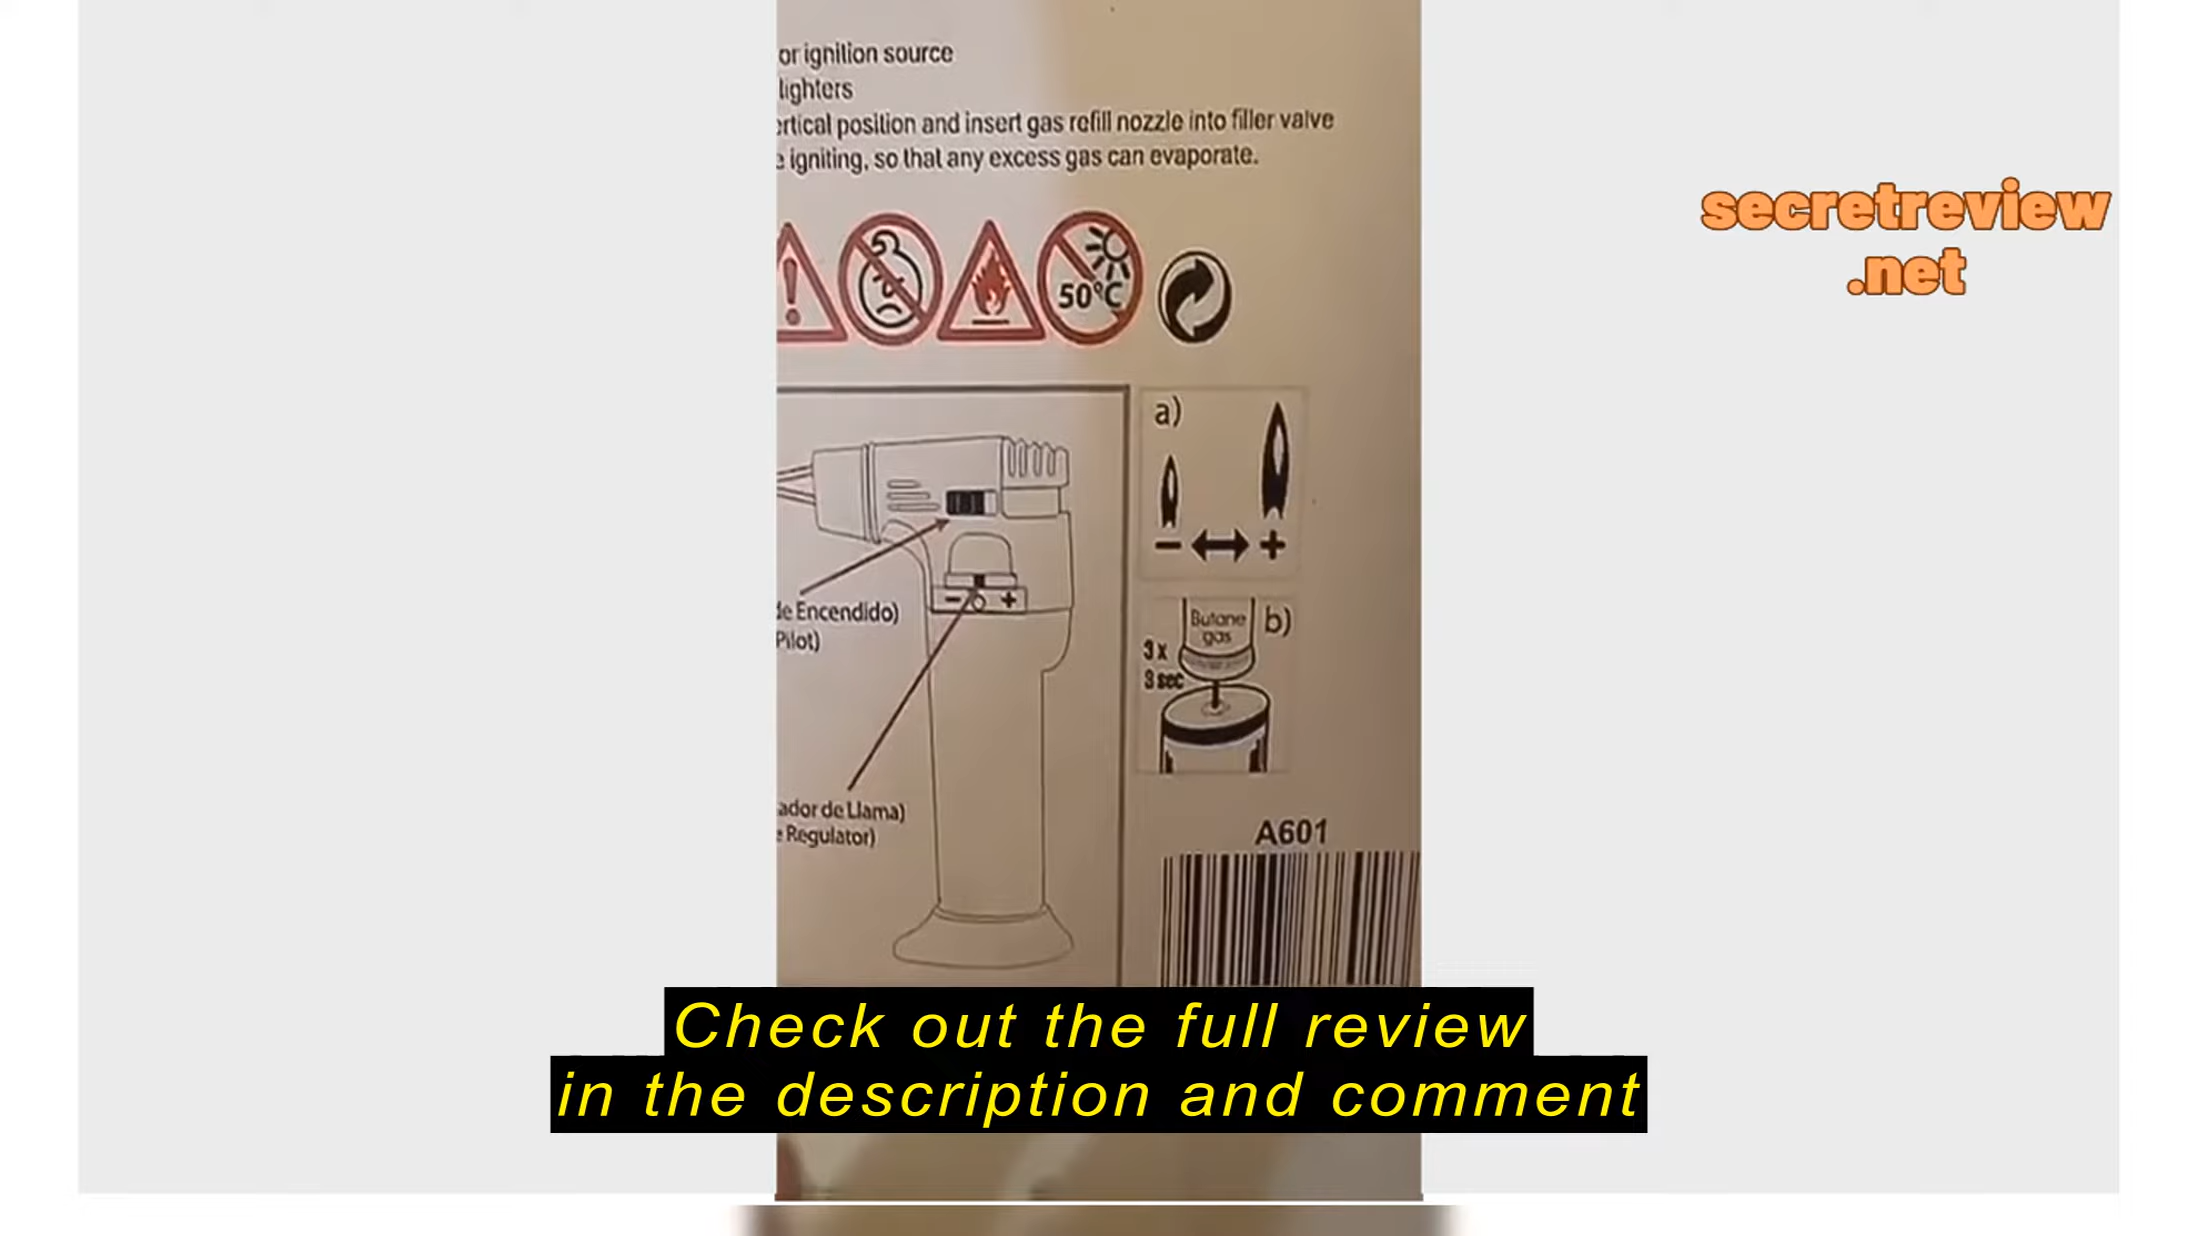 or ignition source
lighters
secretreview
.net
rtical position and insert gas refill nozzle into filler valve
igniting, so that any excess gas can evaporate.
50°C
a)
- +
- +
de Encendido)
Pilot)
Butane
gas
b)
3x
3 sec
ador de Llama)
Regulator)
A601
Check out the full review
in the description and comment